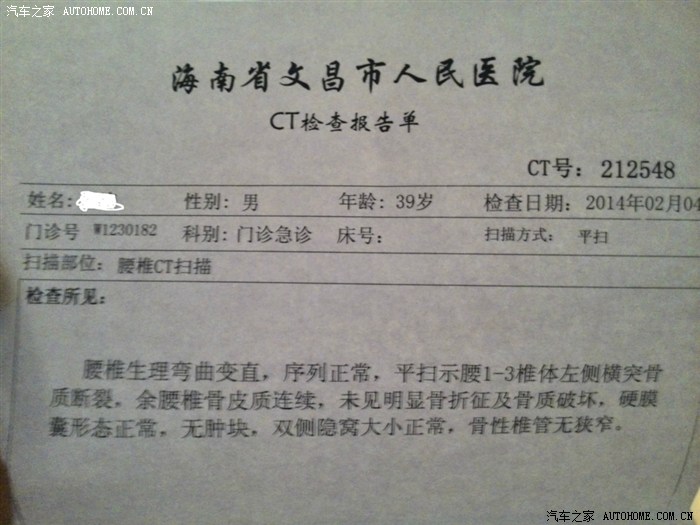 汽车之家 AUTOHOME.COM.CN
海南省文昌市人民医院
CT检查报告单
CT号: 212548
姓名: 性别: 男 年龄: 39岁 检查日期: 2014年02月04
门诊号 W1230182 科别: 门诊急诊 床号: 扫描方式: 平扫
扫描部位: 腰椎CT扫描
检查所见:
腰椎生理弯曲变直，序列正常，平扫示腰1-3椎体左侧横突骨
质断裂，余腰椎骨皮质连续，未见明显骨折征及骨质破坏，硬膜
囊形态正常，无肿块，双侧隐窝大小正常，骨性椎管无狭窄。
汽车之家 AUTOHOME.COM.CN